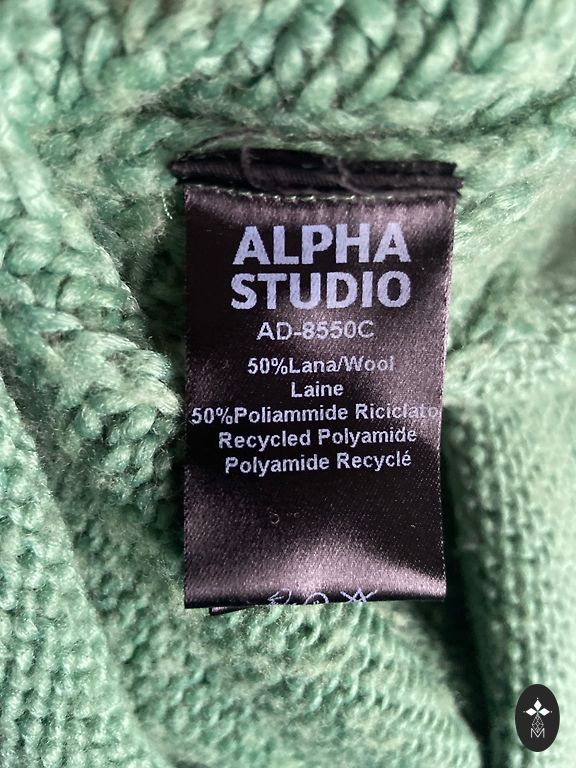 ALPHA
STUDIO
AD-8550C
50%Lana/Wool
Laine
50%Poliammide Riciclato
Recycled Polyamide
Polyamide Recyclé
M